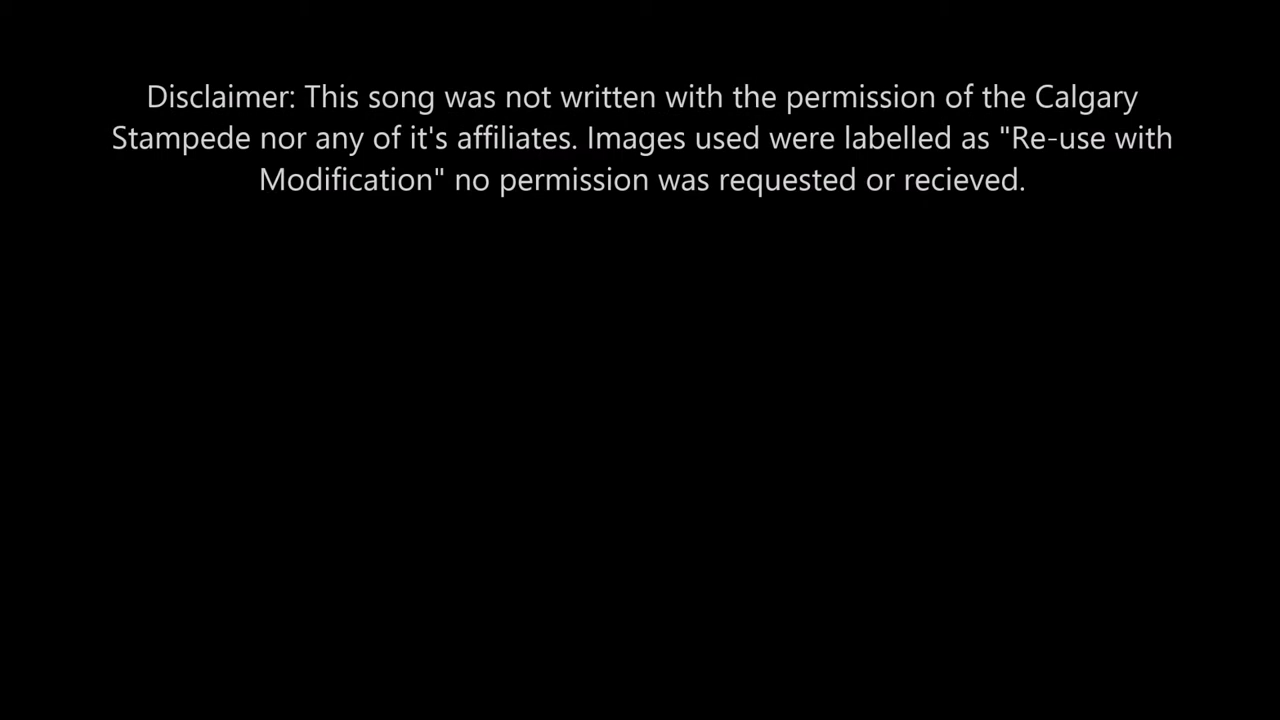 Disclaimer: This song was not written with the permission of the Calgary
Stampede nor any of it's affiliates. Images used were labelled as "Re-use with
Modification" no permission was requested or recieved.